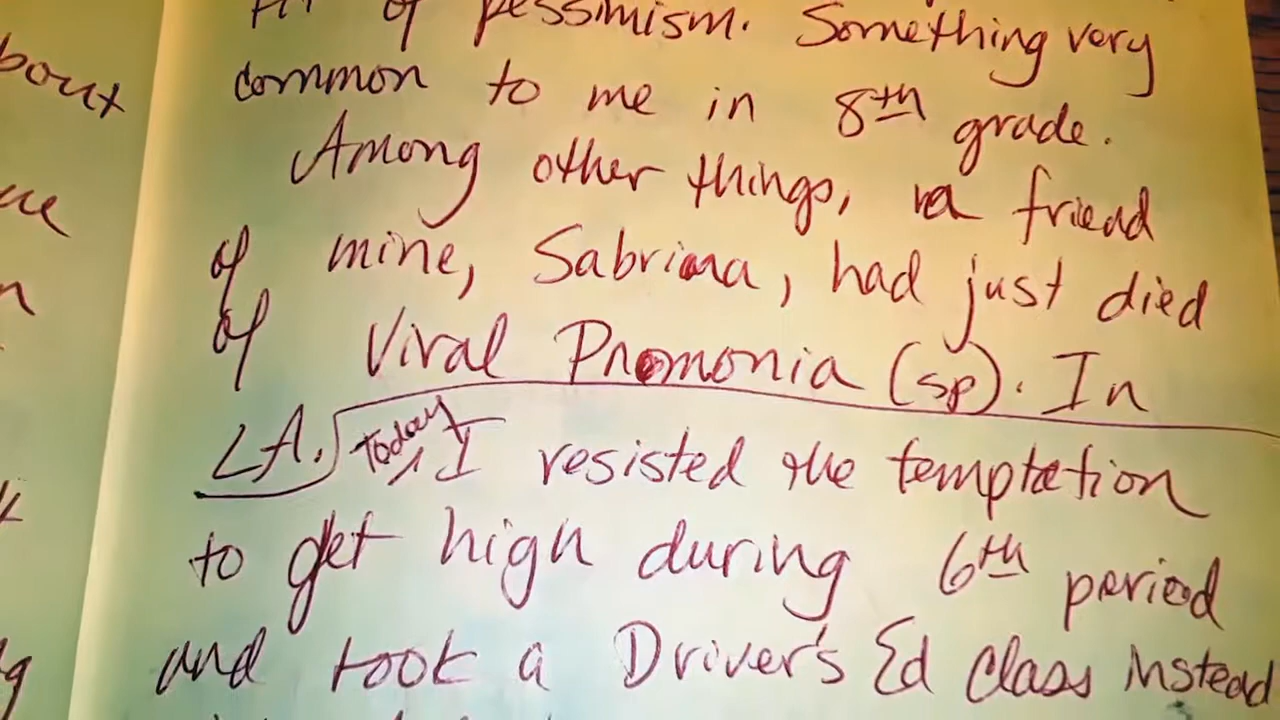 bout
of pessimism. Something very
common to me in 8th grade.
Among other things, a friend
of mine, Sabrina, had just died
of Viral Pnomonia (sp). In
LA. Today, I resisted the temptation
to get high during 6th period
and took a Driver's Ed Class instead